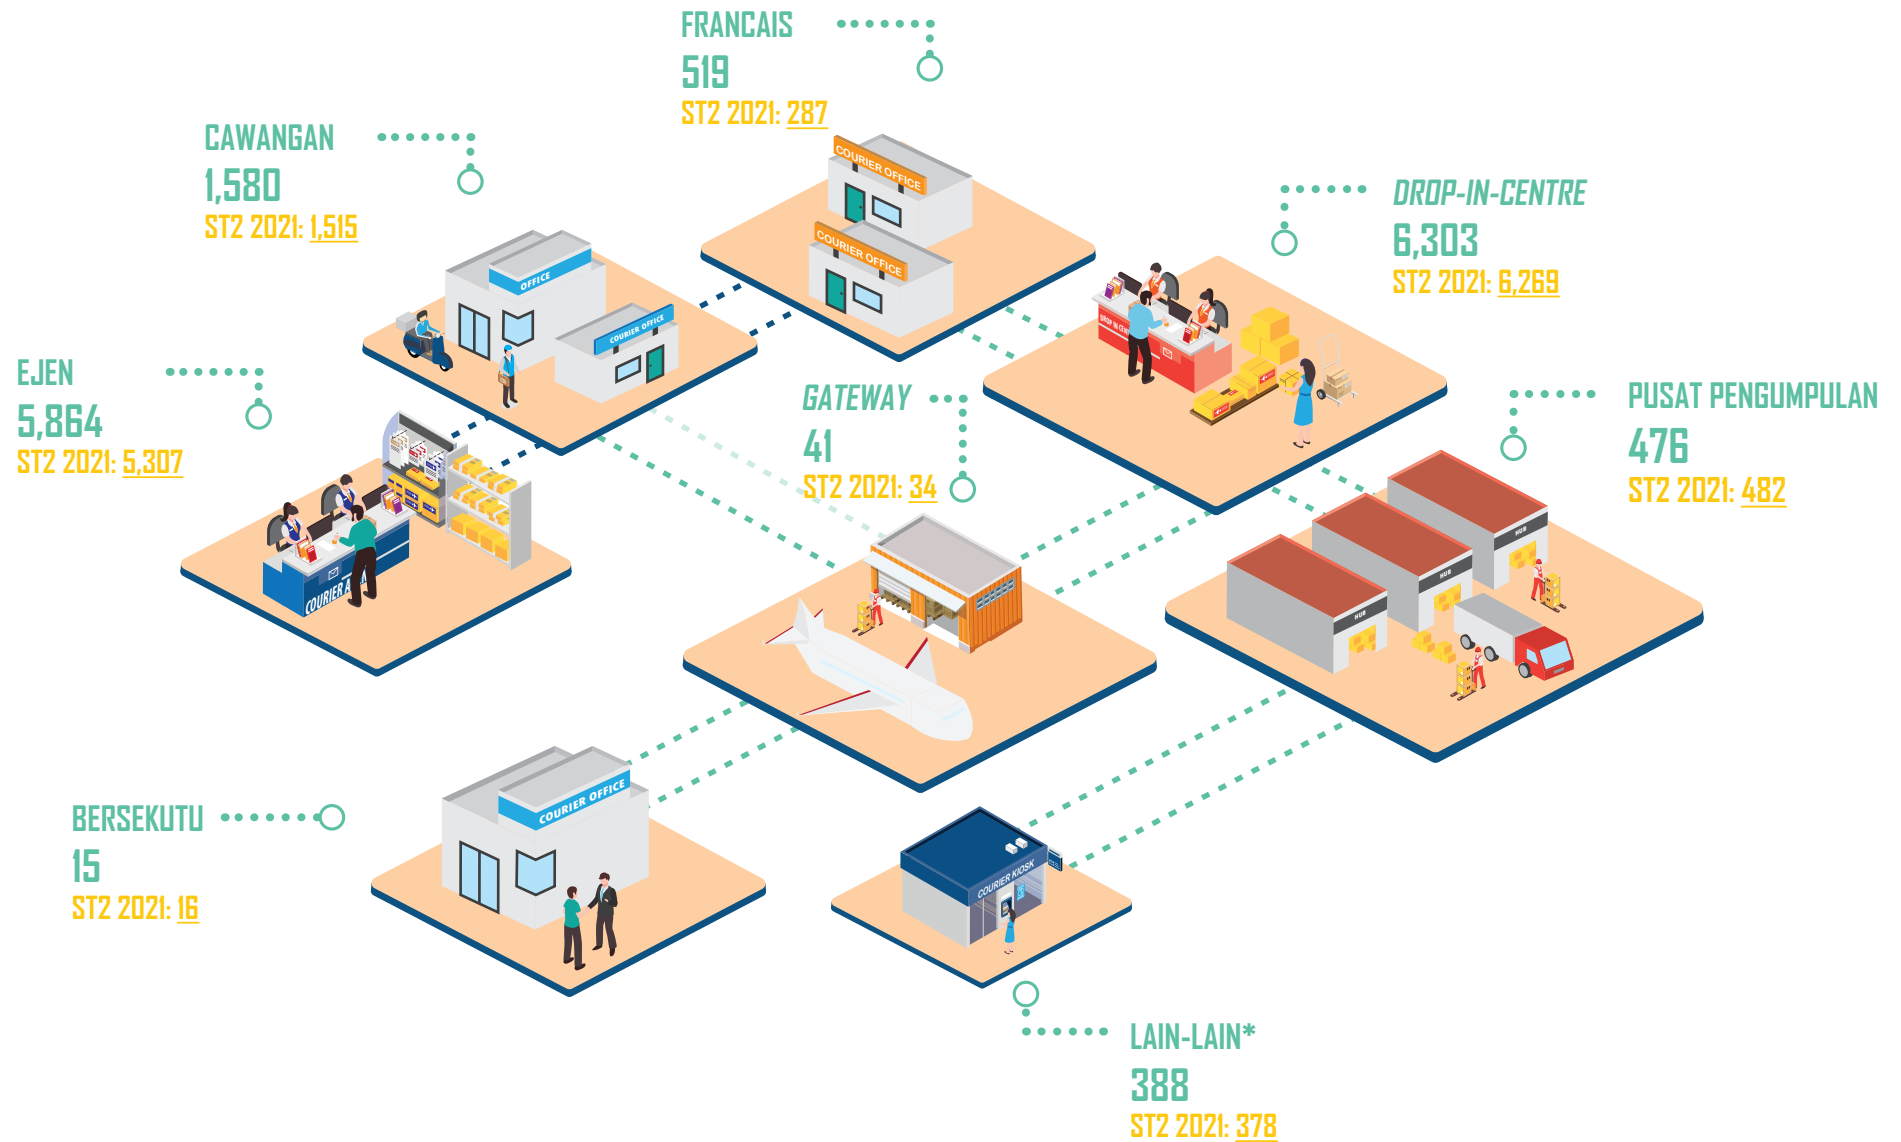 FRANCAIS
519
ST2 2021: 287
CAWANGAN
1,580
ST2 2021: 1,515
DROP-IN-CENTRE
6,303
ST2 2021: 6,269
EJEN
5,864
ST2 2021: 5,307
GATEWAY
41
ST2 2021: 34
PUSAT PENGUMPULAN
476
ST2 2021: 482
BERSEKUTU
15
ST2 2021: 16
LAIN-LAIN*
388
ST2 2021: 378
COURIER OFFICE
COURIER OFFICE
OFFICE
COURIER OFFICE
DROP IN
COURIER
HUB
HUB
HUB
COURIER OFFICE
COURIER KIOSK